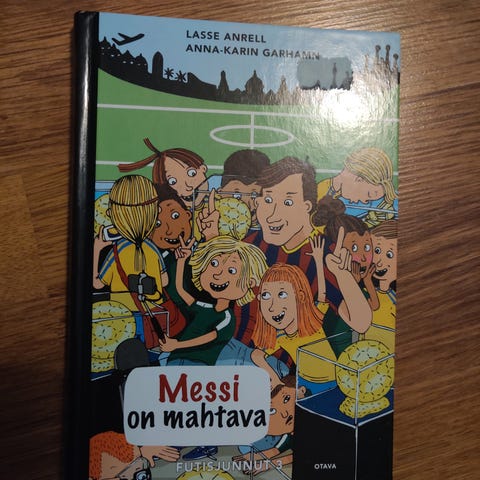 LASSE ANRELL
ANNA-KARIN GARHAMN
Messi
on mahtava
FUTISJUNNUT 3
OTAVA